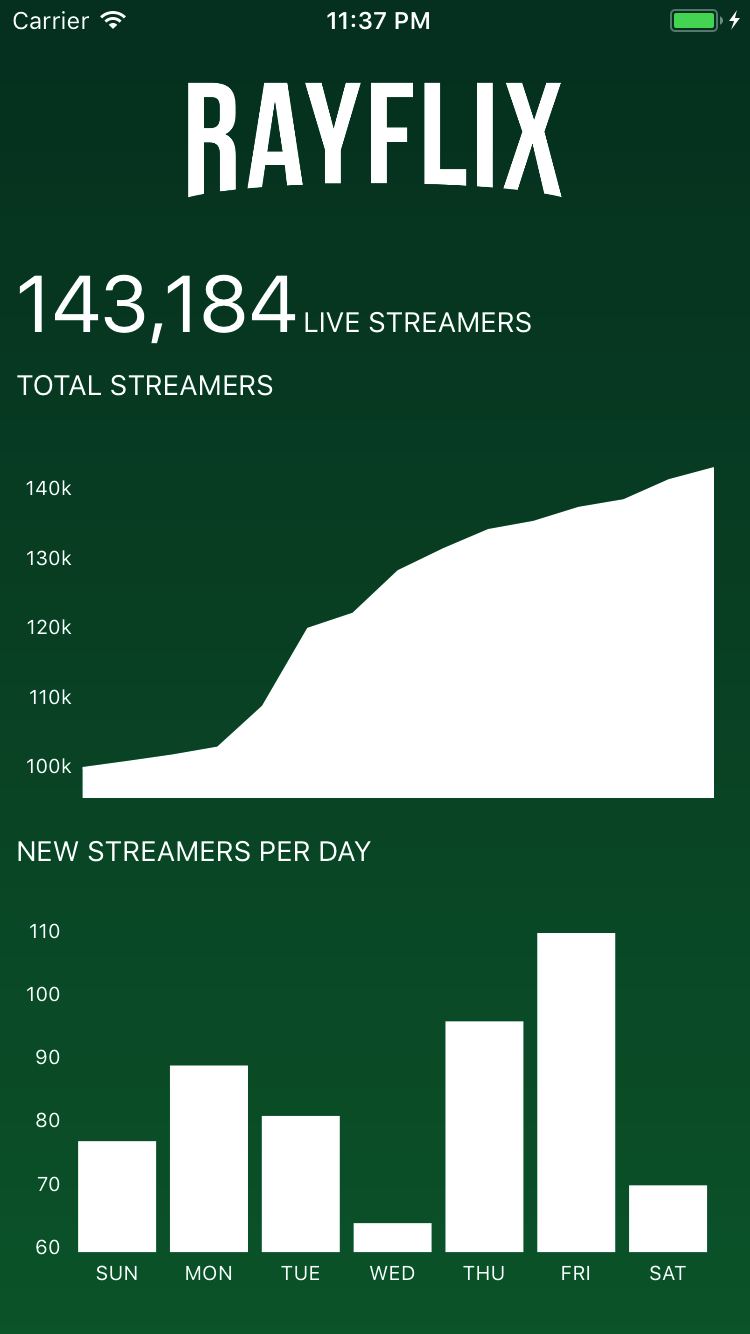 Carrier 11:37 PM
RAYFLIX
143,184 LIVE STREAMERS
TOTAL STREAMERS
140k
130k
120k
110k
100k
NEW STREAMERS PER DAY
110
100
90
80
70
60
SUN MON TUE WED THU FRI SAT